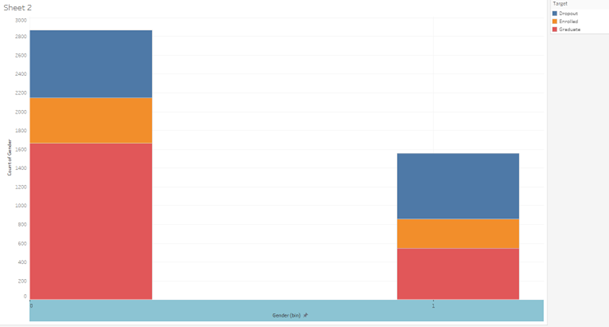 Sheet 2
Target
Dropout
Enrolled
Graduate
3000
2800
2600
2400
2200
2000
1800
1600
1400
1200
1000
800
600
400
200
0
Count of Gender
0
1
Gender (bin)